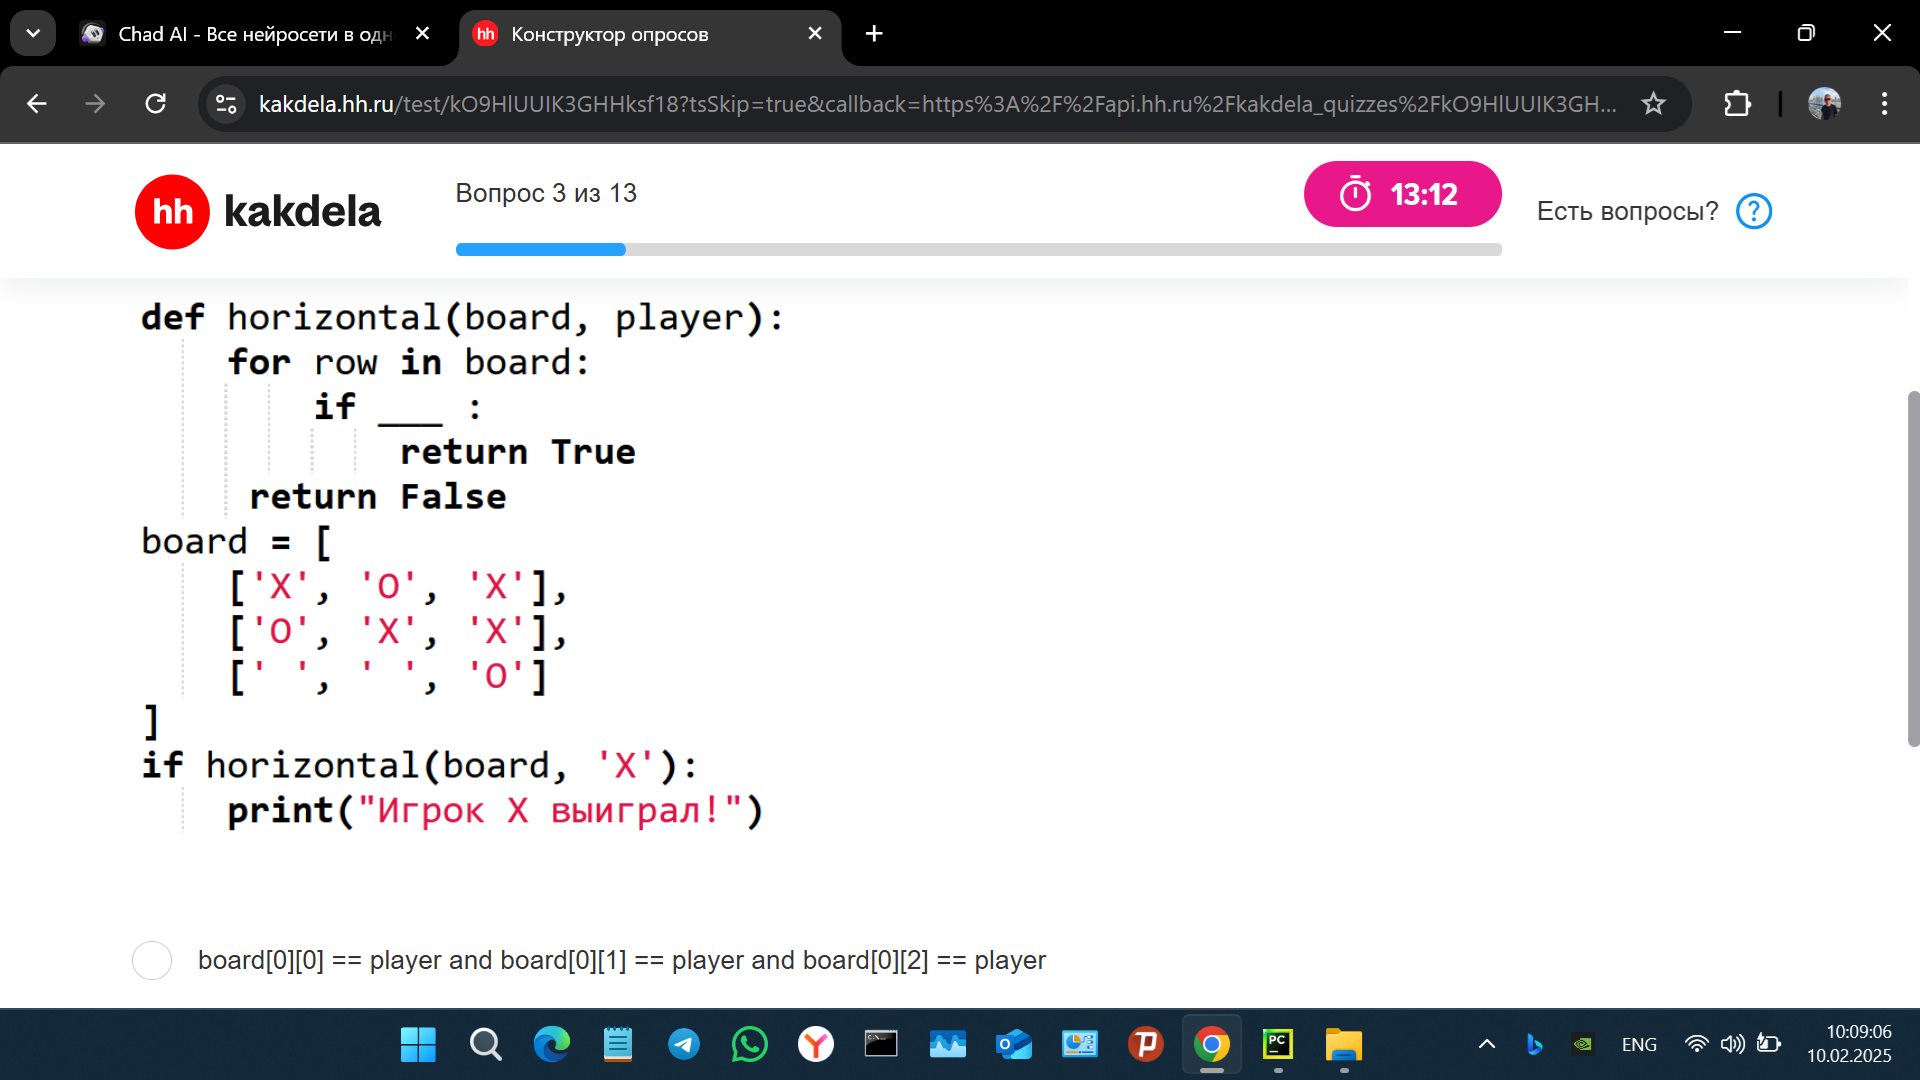 Chad AI - Все нейросети в одн
Конструктор опросов
kakdela.hh.ru/test/kO9HlUUIK3GHHksf18?tsSkip=true&callback=https%3A%2F%2Fapi.hh.ru%2Fkakdela_quizzes%2FkO9HlUUIK3GH...
hh kakdela
Вопрос 3 из 13
13:12
Есть вопросы?
def horizontal(board, player):
for row in board:
if ___ :
return True
return False
board = [
['X', 'O', 'X'],
['O', 'X', 'X'],
[' ', ' ', 'O']
]
if horizontal(board, 'X'):
print("Игрок X выиграл!")
board[0][0] == player and board[0][1] == player and board[0][2] == player
ENG
10:09:06
10.02.2025